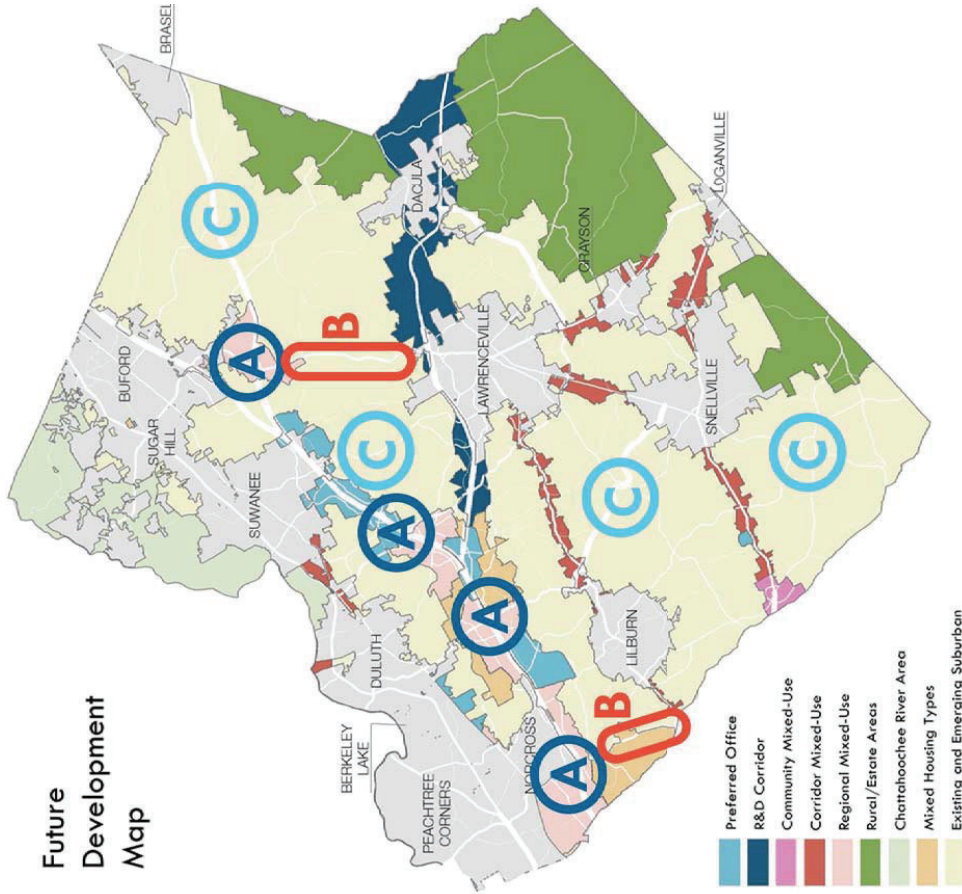 Future
Development
Map
BRASEL
BUFORD
SUGAR
HILL
SUWANEE
DULUTH
BERKELEY
LAKE
PEACHTREE
CORNERS
NORCROSS
LILBURN
LAWRENCEVILLE
DACULA
GRAYSON
SNELLVILLE
LOGANVILLE
A
A
A
A
B
B
C
C
C
C
Preferred Office
R&D Corridor
Community Mixed-Use
Corridor Mixed-Use
Regional Mixed-Use
Rural/Estate Areas
Chattahoochee River Area
Mixed Housing Types
Existing and Emerging Suburban